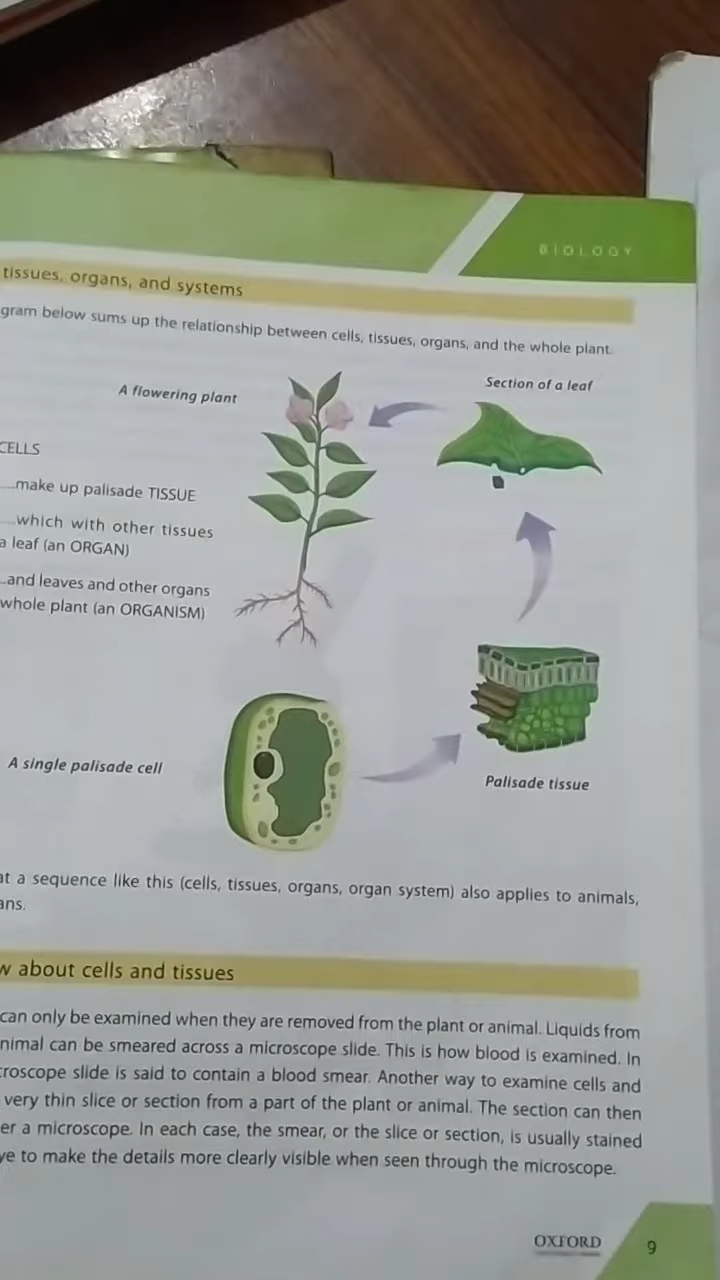 BIOLOGY
tissues, organs, and systems
gram below sums up the relationship between cells, tissues, organs, and the whole plant.
A flowering plant
Section of a leaf
CELLS
...make up palisade TISSUE
...which with other tissues
a leaf (an ORGAN)
...and leaves and other organs
whole plant (an ORGANISM)
A single palisade cell
Palisade tissue
at a sequence like this (cells, tissues, organs, organ system) also applies to animals,
ans.
w about cells and tissues
can only be examined when they are removed from the plant or animal. Liquids from
nimal can be smeared across a microscope slide. This is how blood is examined. In
croscope slide is said to contain a blood smear. Another way to examine cells and
very thin slice or section from a part of the plant or animal. The section can then
er a microscope. In each case, the smear, or the slice or section, is usually stained
ye to make the details more clearly visible when seen through the microscope.
OXFORD
9